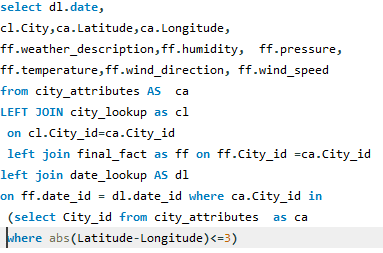 select dl.date,
cl.City,ca.Latitude,ca.Longitude,
ff.weather_description,ff.humidity,  ff.pressure,
ff.temperature,ff.wind_direction, ff.wind_speed
from city_attributes AS  ca
LEFT JOIN city_lookup as cl
 on cl.City_id=ca.City_id
 left join final_fact as ff on ff.City_id =ca.City_id
left join date_lookup AS dl
on ff.date_id = dl.date_id where ca.City_id in
 (select City_id from city_attributes  as ca
 where abs(Latitude-Longitude)<=3)